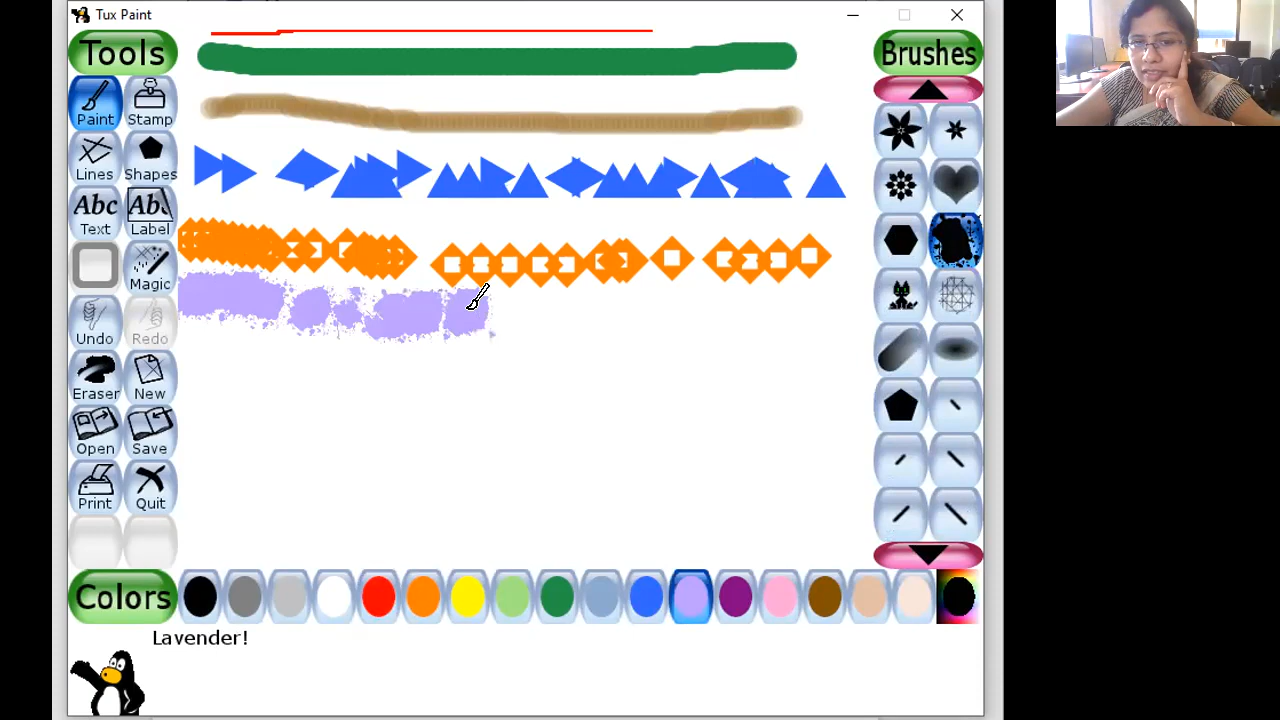 Tux Paint
Tools
Brushes
Paint
Stamp
Lines
Shapes
Abc
Abc
Text
Label
Magic
Undo
Redo
Eraser
New
Open
Save
Print
Quit
Colors
Lavender!